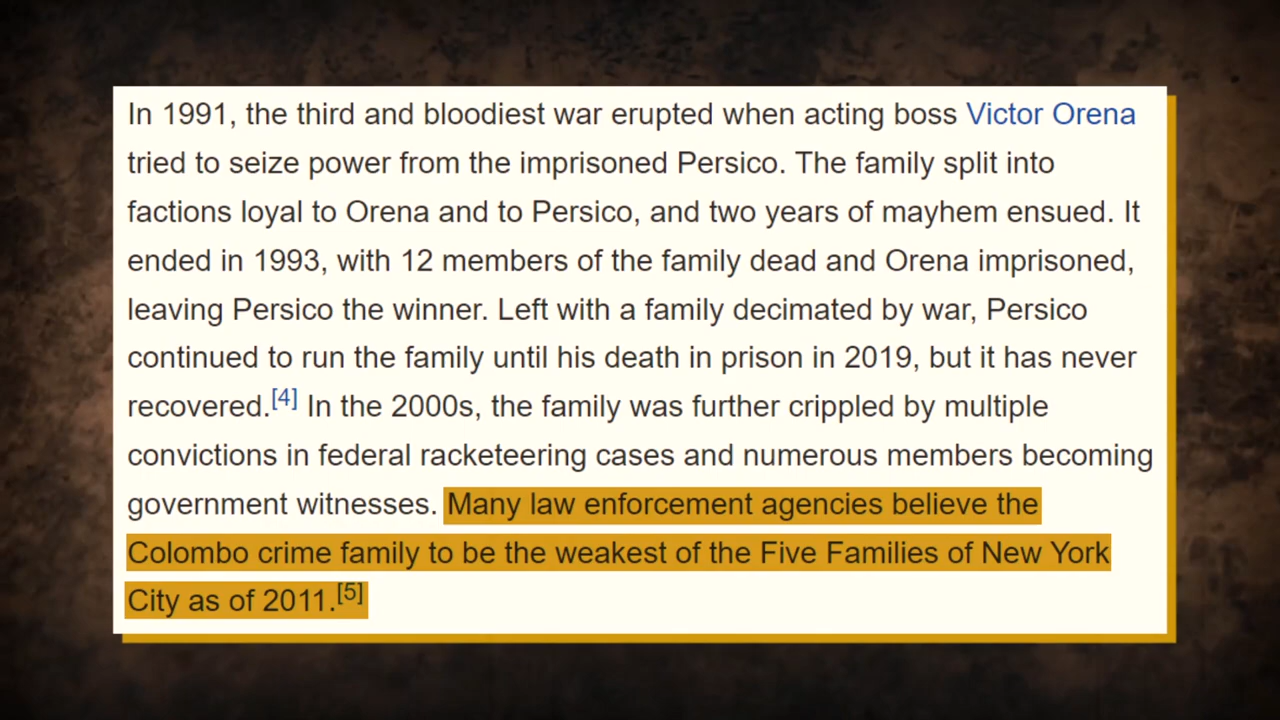 In 1991, the third and bloodiest war erupted when acting boss Victor Orena
tried to seize power from the imprisoned Persico. The family split into
factions loyal to Orena and to Persico, and two years of mayhem ensued. It
ended in 1993, with 12 members of the family dead and Orena imprisoned,
leaving Persico the winner. Left with a family decimated by war, Persico
continued to run the family until his death in prison in 2019, but it has never
recovered.[4] In the 2000s, the family was further crippled by multiple
convictions in federal racketeering cases and numerous members becoming
government witnesses. Many law enforcement agencies believe the
Colombo crime family to be the weakest of the Five Families of New York
City as of 2011.[5]